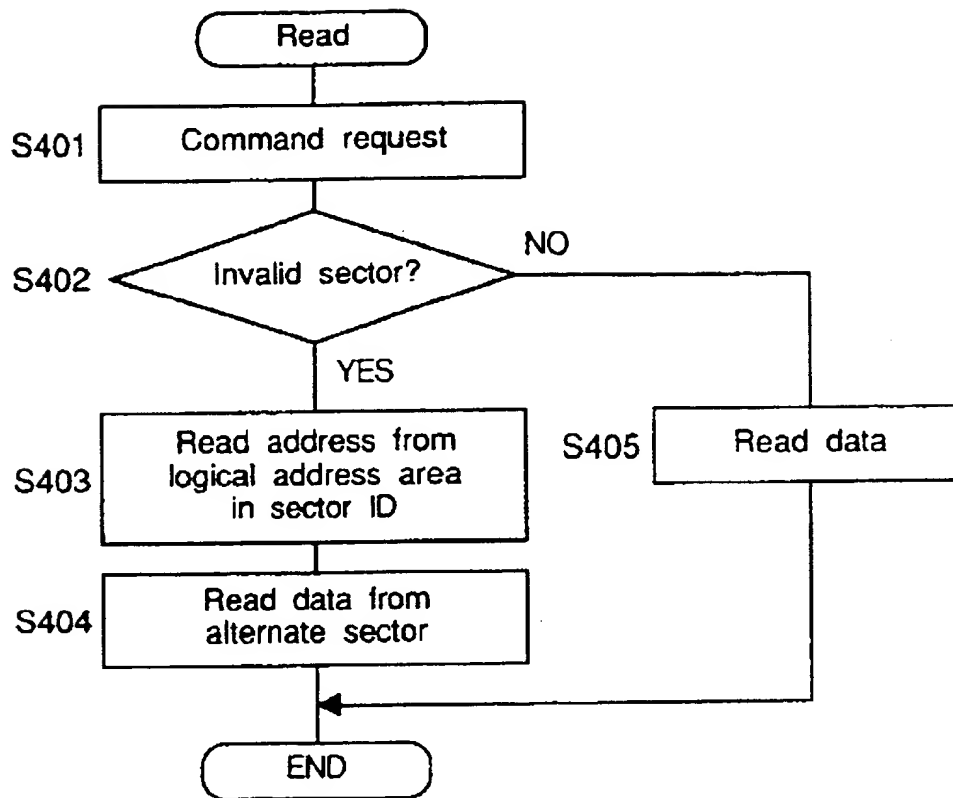 Read
S401
Command request
S402
Invalid sector?
NO
YES
S403
Read address from
logical address area
in sector ID
S405
Read data
S404
Read data from
alternate sector
END